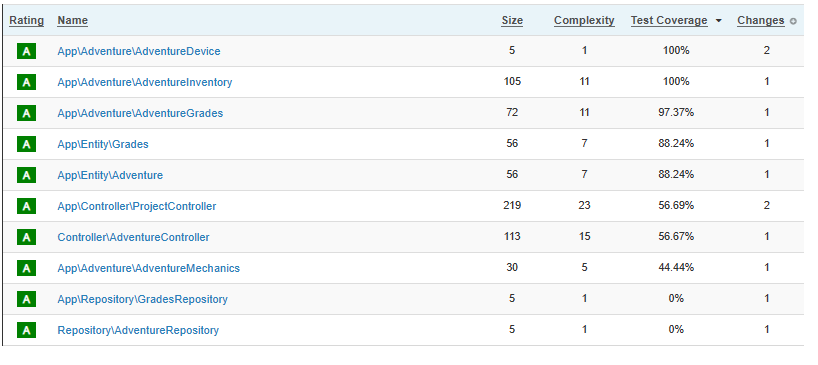 Rating Name Size Complexity Test Coverage Changes
A App\Adventure\AdventureDevice 5 1 100% 2
A App\Adventure\AdventureInventory 105 11 100% 1
A App\Adventure\AdventureGrades 72 11 97.37% 1
A App\Entity\Grades 56 7 88.24% 1
A App\Entity\Adventure 56 7 88.24% 1
A App\Controller\ProjectController 219 23 56.69% 2
A Controller\AdventureController 113 15 56.67% 1
A App\Adventure\AdventureMechanics 30 5 44.44% 1
A App\Repository\GradesRepository 5 1 0% 1
A Repository\AdventureRepository 5 1 0% 1